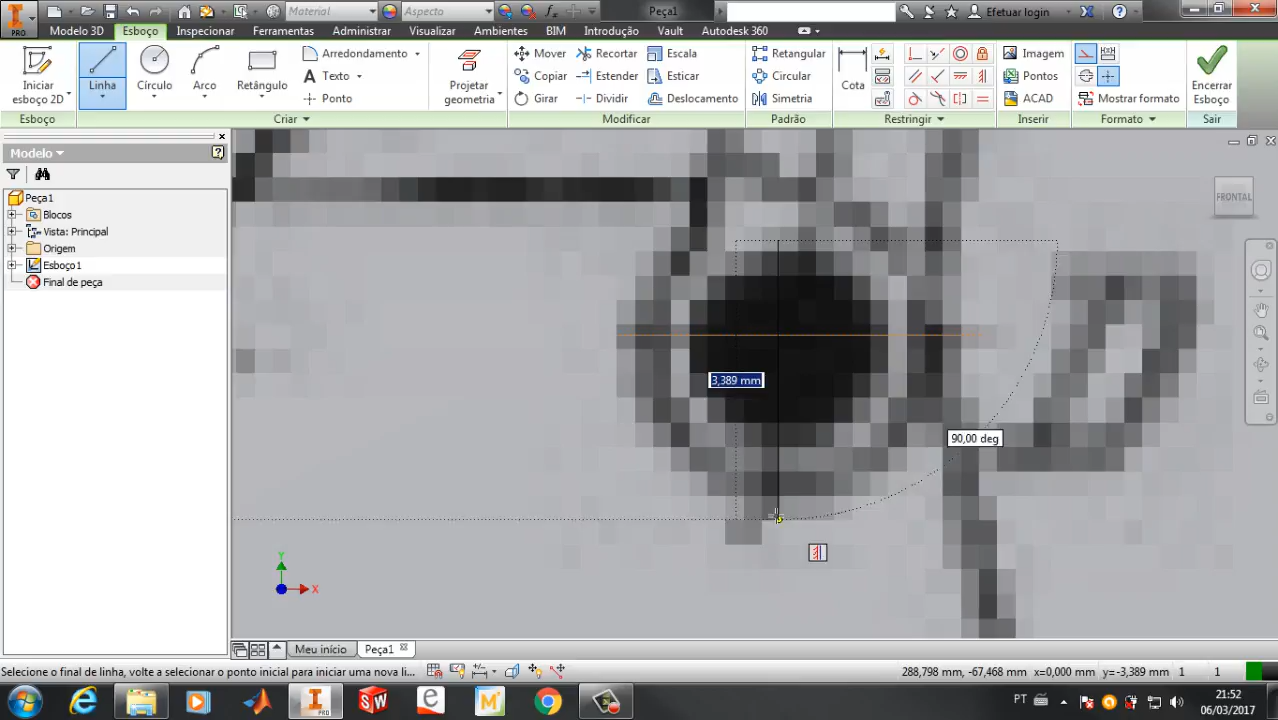 Material
Aspecto
Peça1
Efetuar login
PRO
Modelo 3D
Esboço
Inspecionar
Ferramentas
Administrar
Visualizar
Ambientes
BIM
Introdução
Vault
Autodesk 360
Iniciar
esboço 2D
Linha
Círculo
Arco
Retângulo
Arredondamento
Texto
Ponto
Projetar
geometria
Mover
Copiar
Girar
Recortar
Estender
Dividir
Escala
Esticar
Deslocamento
Retangular
Circular
Simetria
Cota
Imagem
Pontos
ACAD
Mostrar formato
Encerrar
Esboço
Esboço
Criar
Modificar
Padrão
Restringir
Inserir
Formato
Sair
Modelo
Peça1
Blocos
Vista: Principal
Origem
Esboço1
Final de peça
FRONTAL
3,389 mm
90,00 deg
Y
X
Meu início
Peça1
Selecione o final de linha, volte a selecionar o ponto inicial para iniciar uma nova li...
288,798 mm, -67,468 mm
x=0,000 mm
y=-3,389 mm
1
1
PT
21:52
06/03/2017